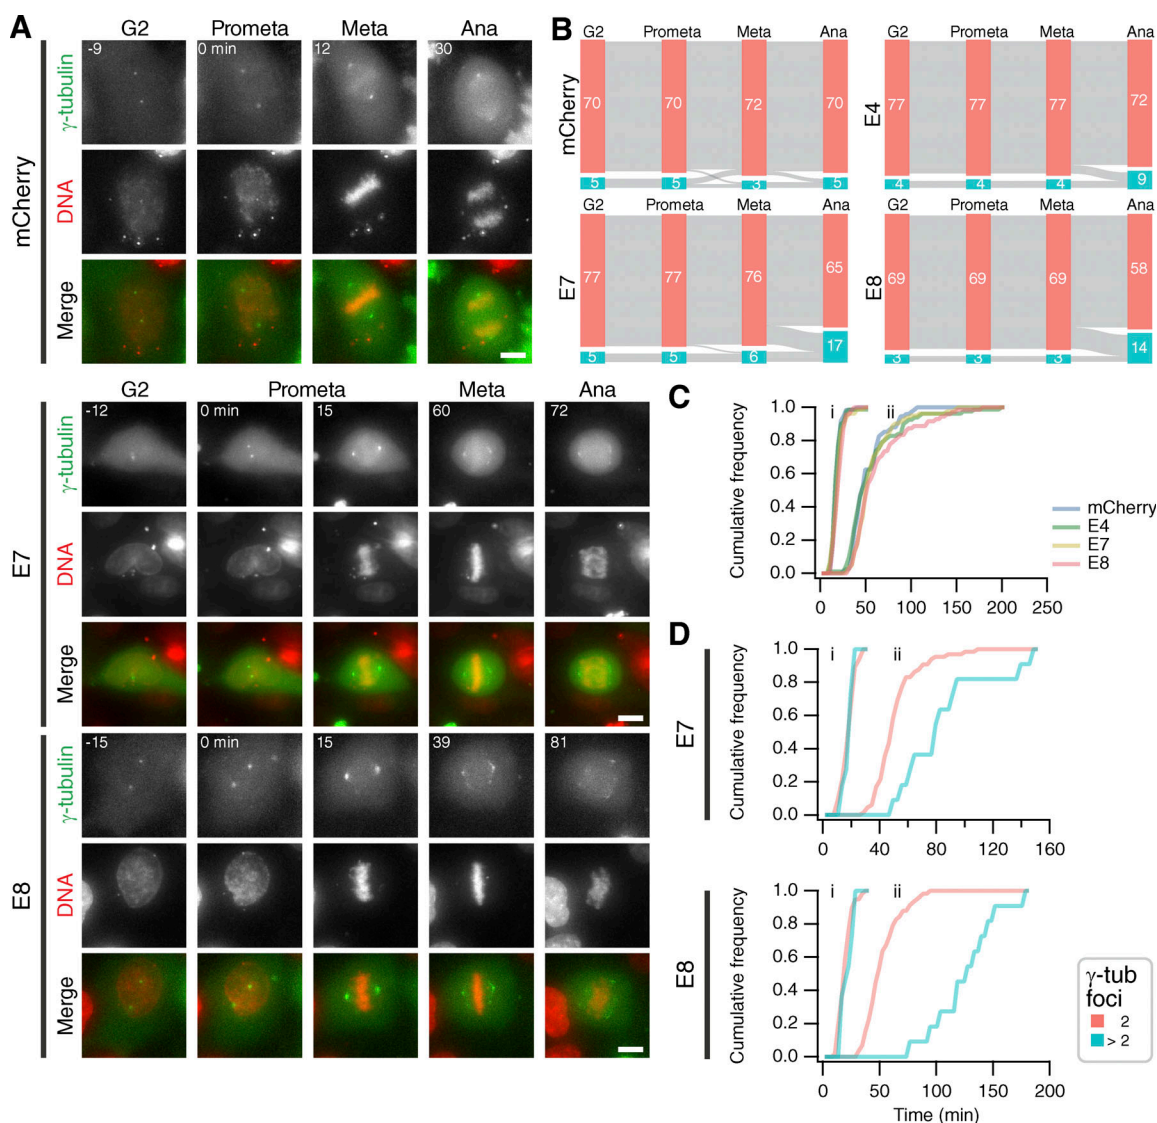 A
G2 Prometa Meta Ana
mCherry
γ-tubulin
-9 0 min 12 30
DNA
Merge
G2 Prometa Meta Ana
E7
γ-tubulin
-12 0 min 15 60 72
DNA
Merge
E8
γ-tubulin
-15 0 min 15 39 81
DNA
Merge
B
G2 Prometa Meta Ana
mCherry
70 70 72 70
5 5 3 5
G2 Prometa Meta Ana
E4
77 77 77 72
4 4 4 9
G2 Prometa Meta Ana
E7
77 77 76 65
5 5 6 17
G2 Prometa Meta Ana
E8
69 69 69 58
3 3 3 14
C
Cumulative frequency
1.0
0.8
0.6
0.4
0.2
0.0
i ii
mCherry
E4
E7
E8
0 50 100 150 200 250
D
E7
Cumulative frequency
1.0
0.8
0.6
0.4
0.2
0.0
i ii
0 40 80 120 160
E8
Cumulative frequency
1.0
0.8
0.6
0.4
0.2
0.0
i ii
0 50 100 150 200
Time (min)
γ-tub
foci
2
> 2